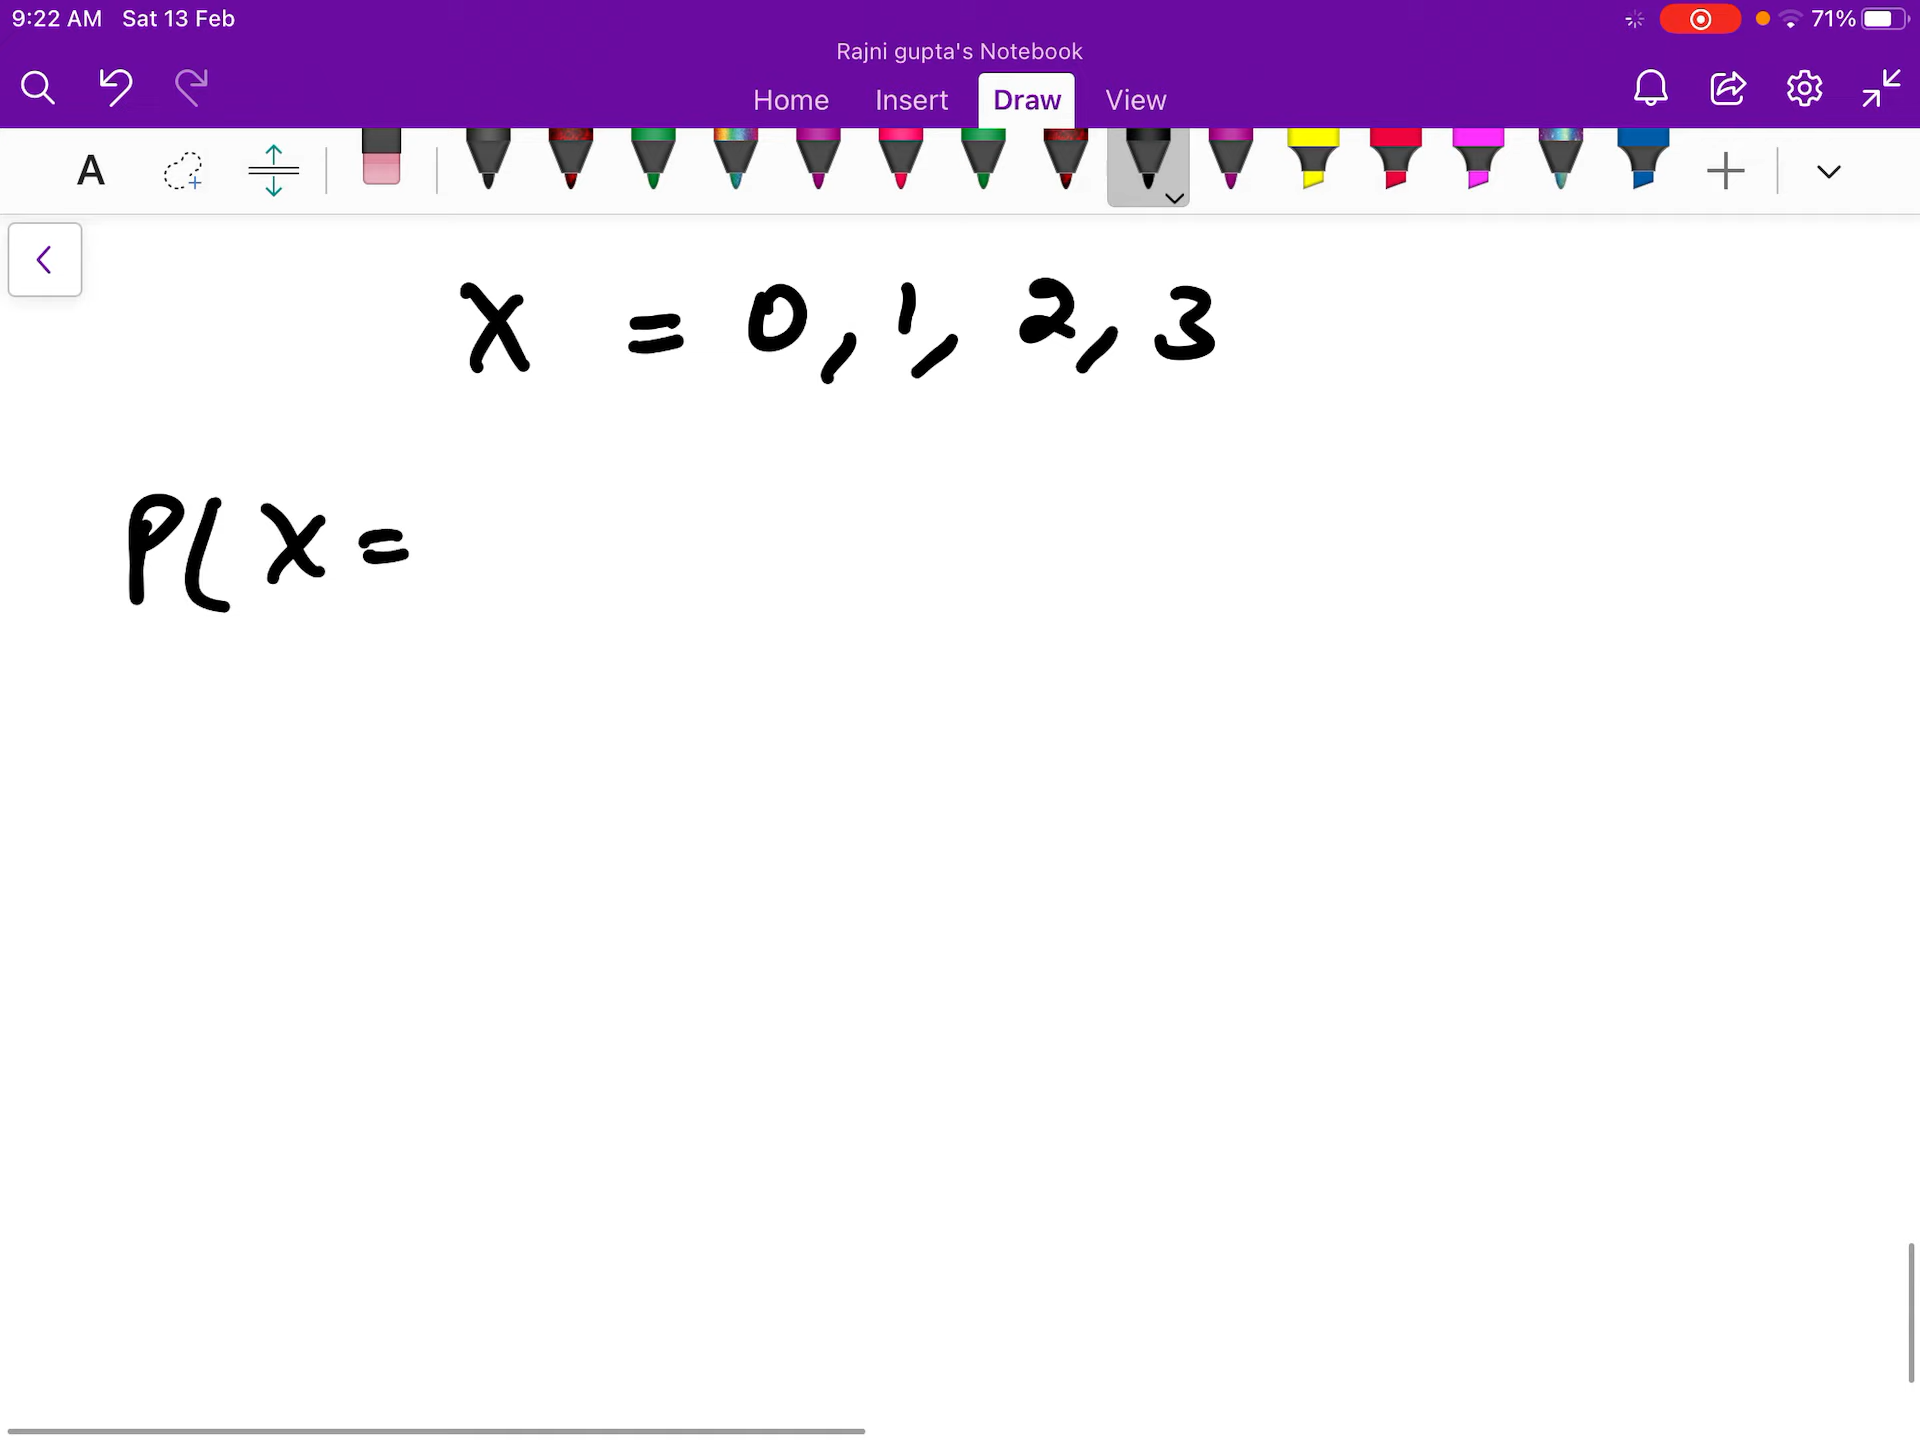 9:22 AM Sat 13 Feb
71%
Rajni gupta's Notebook
Home Insert Draw View
A
X = 0, 1, 2, 3
P( X =